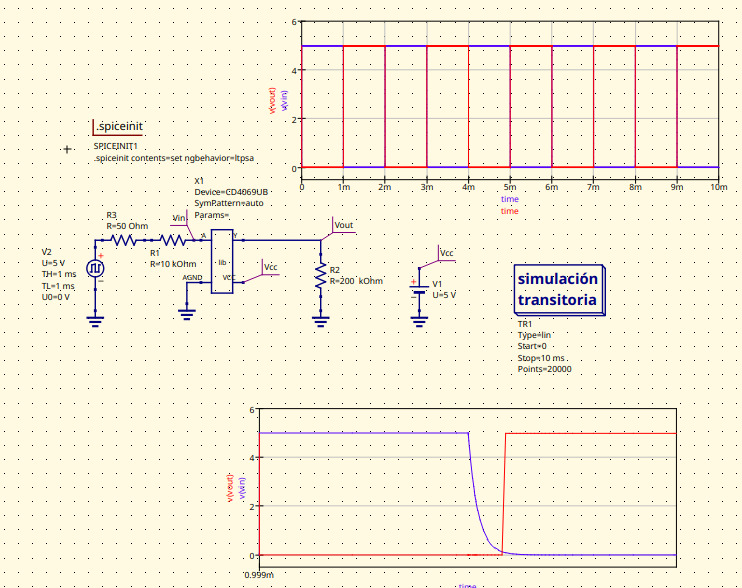 6
4
2
0
v(vout)
v(vin)
0
1m
2m
3m
4m
5m
6m
7m
8m
9m
10m
time
time
.spiceinit
SPICEINIT1
.spiceinit contents=set ngbehavior=ltpsa
X1
Device=CD4069UB
SymPattern=auto
Params=
R3
R=50 Ohm
Vin
R1
R=10 kOhm
V2
U=5 V
TH=1 ms
TL=1 ms
U0=0 V
A
Y
lib
AGND
VCC
Vcc
Vout
R2
R=200 kOhm
Vcc
V1
U=5 V
simulación
transitoria
TR1
Type=lin
Start=0
Stop=10 ms
Points=20000
6
4
2
0
v(vout)
v(vin)
0.999m
time